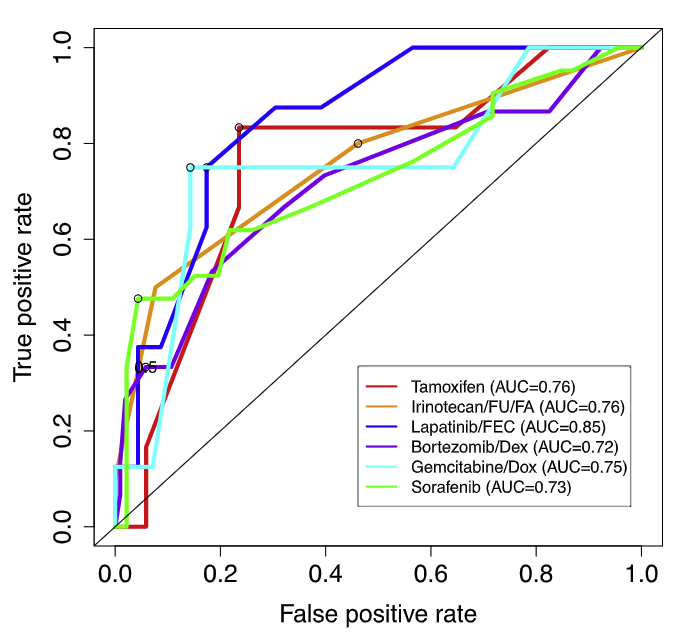 True positive rate
1.0
0.8
0.6
0.4
0.2
0.0
0.5
Tamoxifen (AUC=0.76)
Irinotecan/FU/FA (AUC=0.76)
Lapatinib/FEC (AUC=0.85)
Bortezomib/Dex (AUC=0.72)
Gemcitabine/Dox (AUC=0.75)
Sorafenib (AUC=0.73)
0.0 0.2 0.4 0.6 0.8 1.0
False positive rate